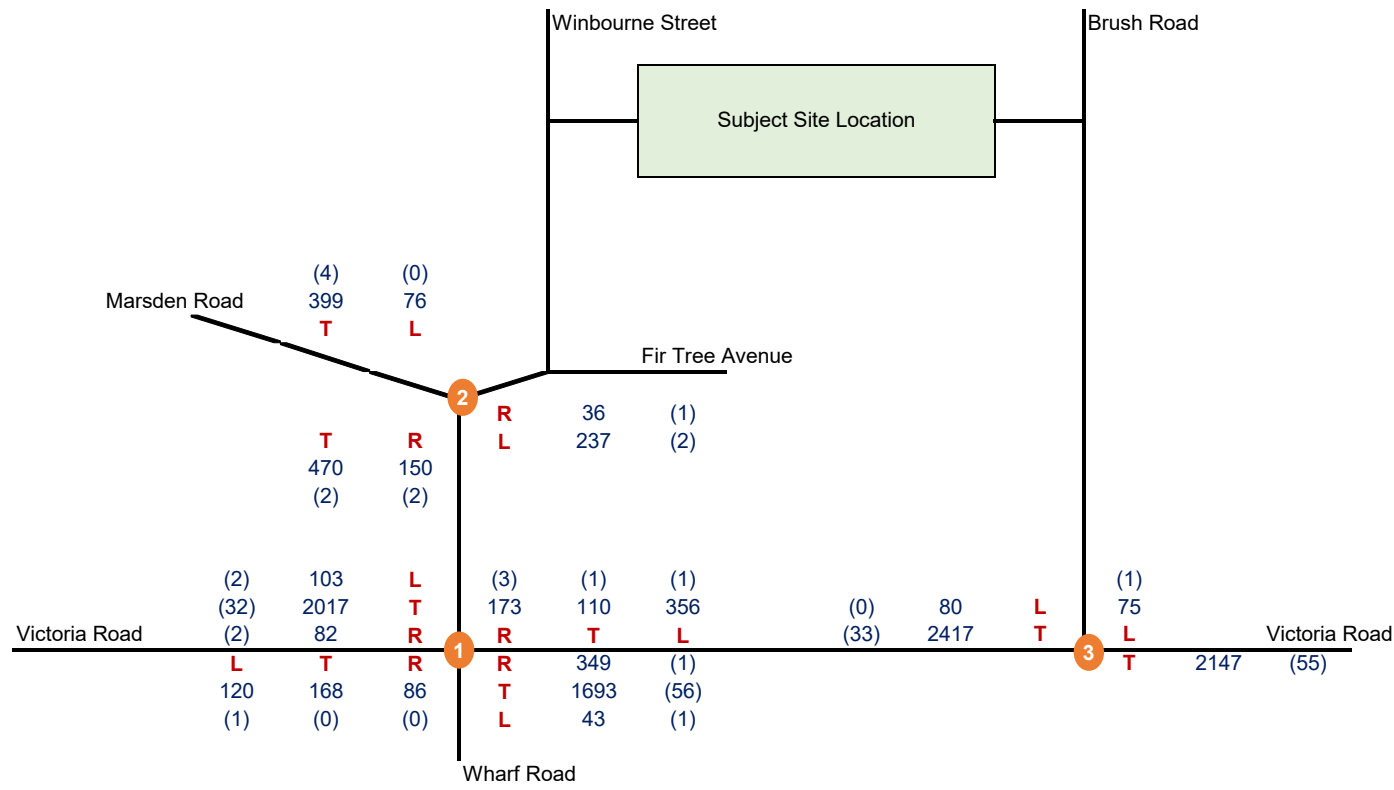 Winbourne Street
Brush Road
Subject Site Location
(4) (0)
Marsden Road 399 76
T L
Fir Tree Avenue
2
R 36 (1)
T R L 237 (2)
470 150
(2) (2)
(2) 103 L (3) (1) (1) (1)
(32) 2017 T 173 110 356 (0) 80 L 75
Victoria Road (2) 82 R R T L (33) 2417 T L Victoria Road
1 3
L T R R 349 (1) T 2147 (55)
120 168 86 T 1693 (56)
(1) (0) (0) L 43 (1)
Wharf Road